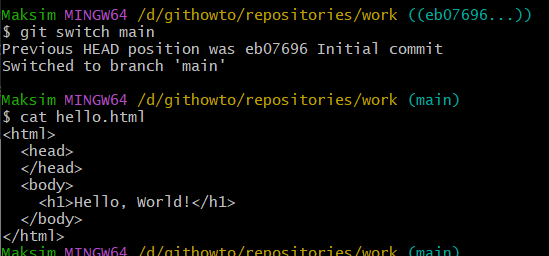 Maksim MINGW64 /d/githowto/repositories/work ((eb07696...))
$ git switch main
Previous HEAD position was eb07696 Initial commit
Switched to branch 'main'

Maksim MINGW64 /d/githowto/repositories/work (main)
$ cat hello.html
<html>
  <head>
  </head>
  <body>
    <h1>Hello, World!</h1>
  </body>
</html>
Maksim MINGW64 /d/githowto/repositories/work (main)